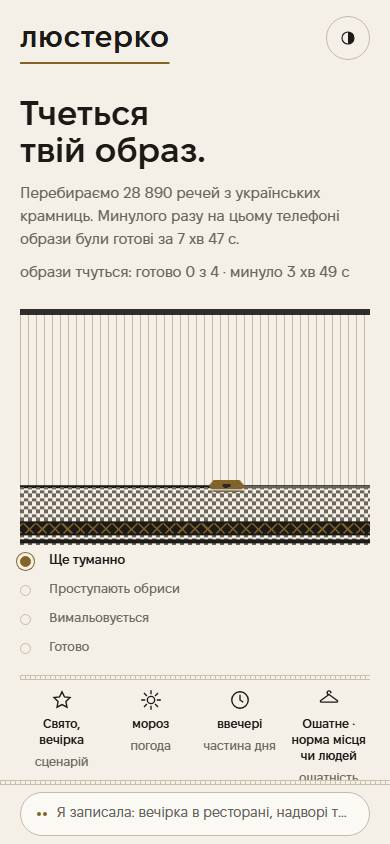 люстерко
Тчеться
твій образ.
Перебираємо 28 890 речей з українських
крамниць. Минулого разу на цьому телефоні
образи були готові за 7 хв 47 с.
образи тчуться: готово 0 з 4 · минуло 3 хв 49 с
Ще туманно
Проступають обриси
Вимальовується
Готово
Свято,
вечірка
сценарій
мороз
погода
ввечері
частина дня
Ошатне ·
норма місця
чи людей
ошатність
Я записала: вечірка в ресторані, надворі т...